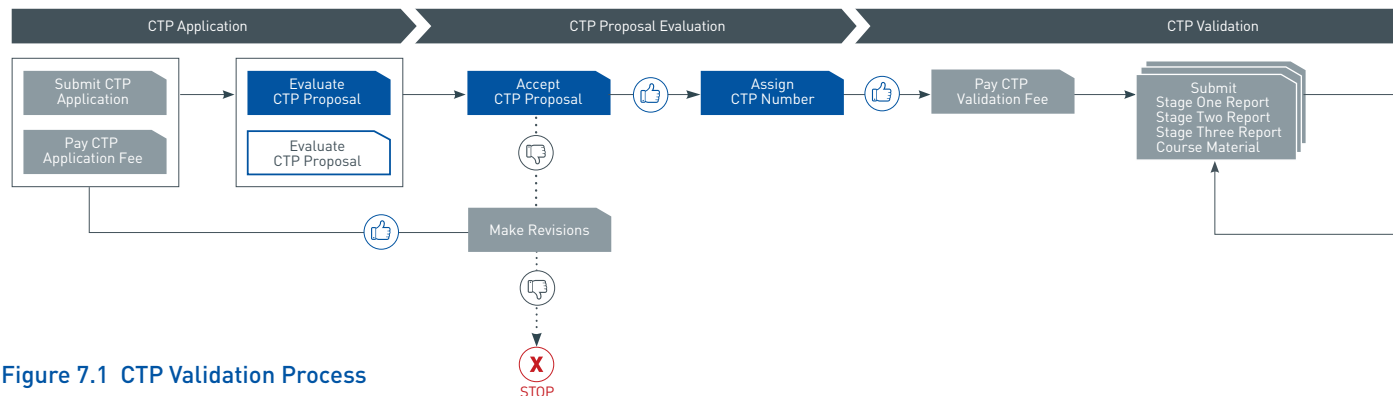 CTP Application
CTP Proposal Evaluation
CTP Validation
Submit CTP
Application
Pay CTP
Application Fee
Evaluate
CTP Proposal
Evaluate
CTP Proposal
Accept
CTP Proposal
Assign
CTP Number
Pay CTP
Validation Fee
Submit
Stage One Report
Stage Two Report
Stage Three Report
Course Material
Make Revisions
X
STOP
Figure 7.1 CTP Validation Process